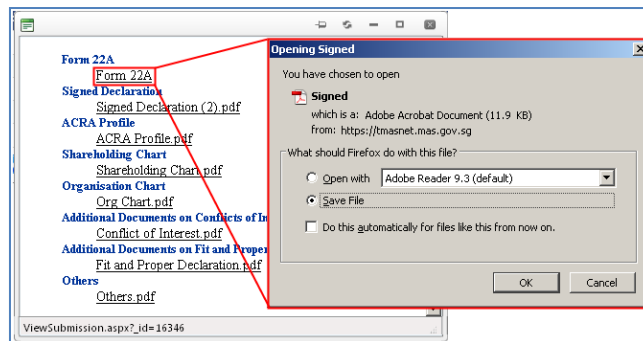 Form 22A
Form 22A
Signed Declaration
Signed Declaration (2).pdf
ACRA Profile
ACRA Profile.pdf
Shareholding Chart
Shareholding Chart.pdf
Organisation Chart
Org Chart.pdf
Additional Documents on Conflicts of In
Conflict of Interest.pdf
Additional Documents on Fit and Proper
Fit and Proper Declaration.pdf
Others
Others.pdf
ViewSubmission.aspx?_id=16346
Opening Signed
You have chosen to open
Signed
which is a: Adobe Acrobat Document (11.9 KB)
from: https://tmasnet.mas.gov.sg
What should Firefox do with this file?
Open with Adobe Reader 9.3 (default)
Save File
Do this automatically for files like this from now on.
OK Cancel